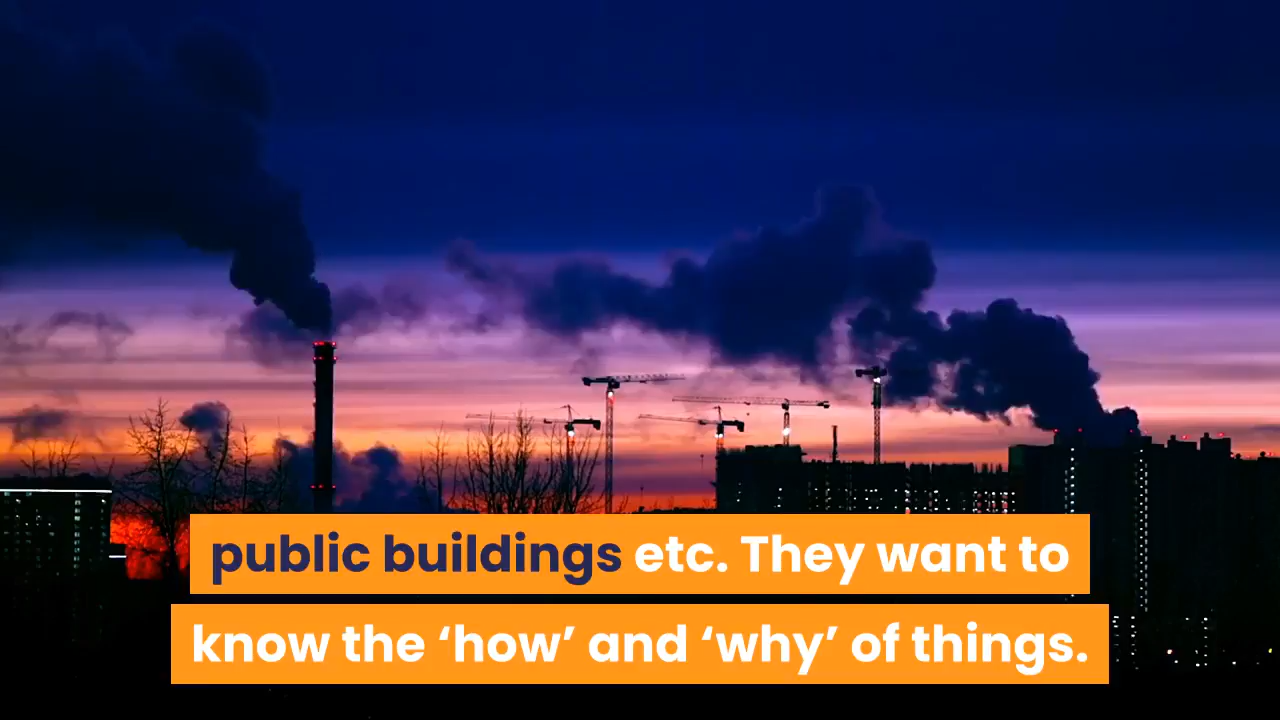 public buildings etc. They want to
know the ‘how’ and ‘why’ of things.